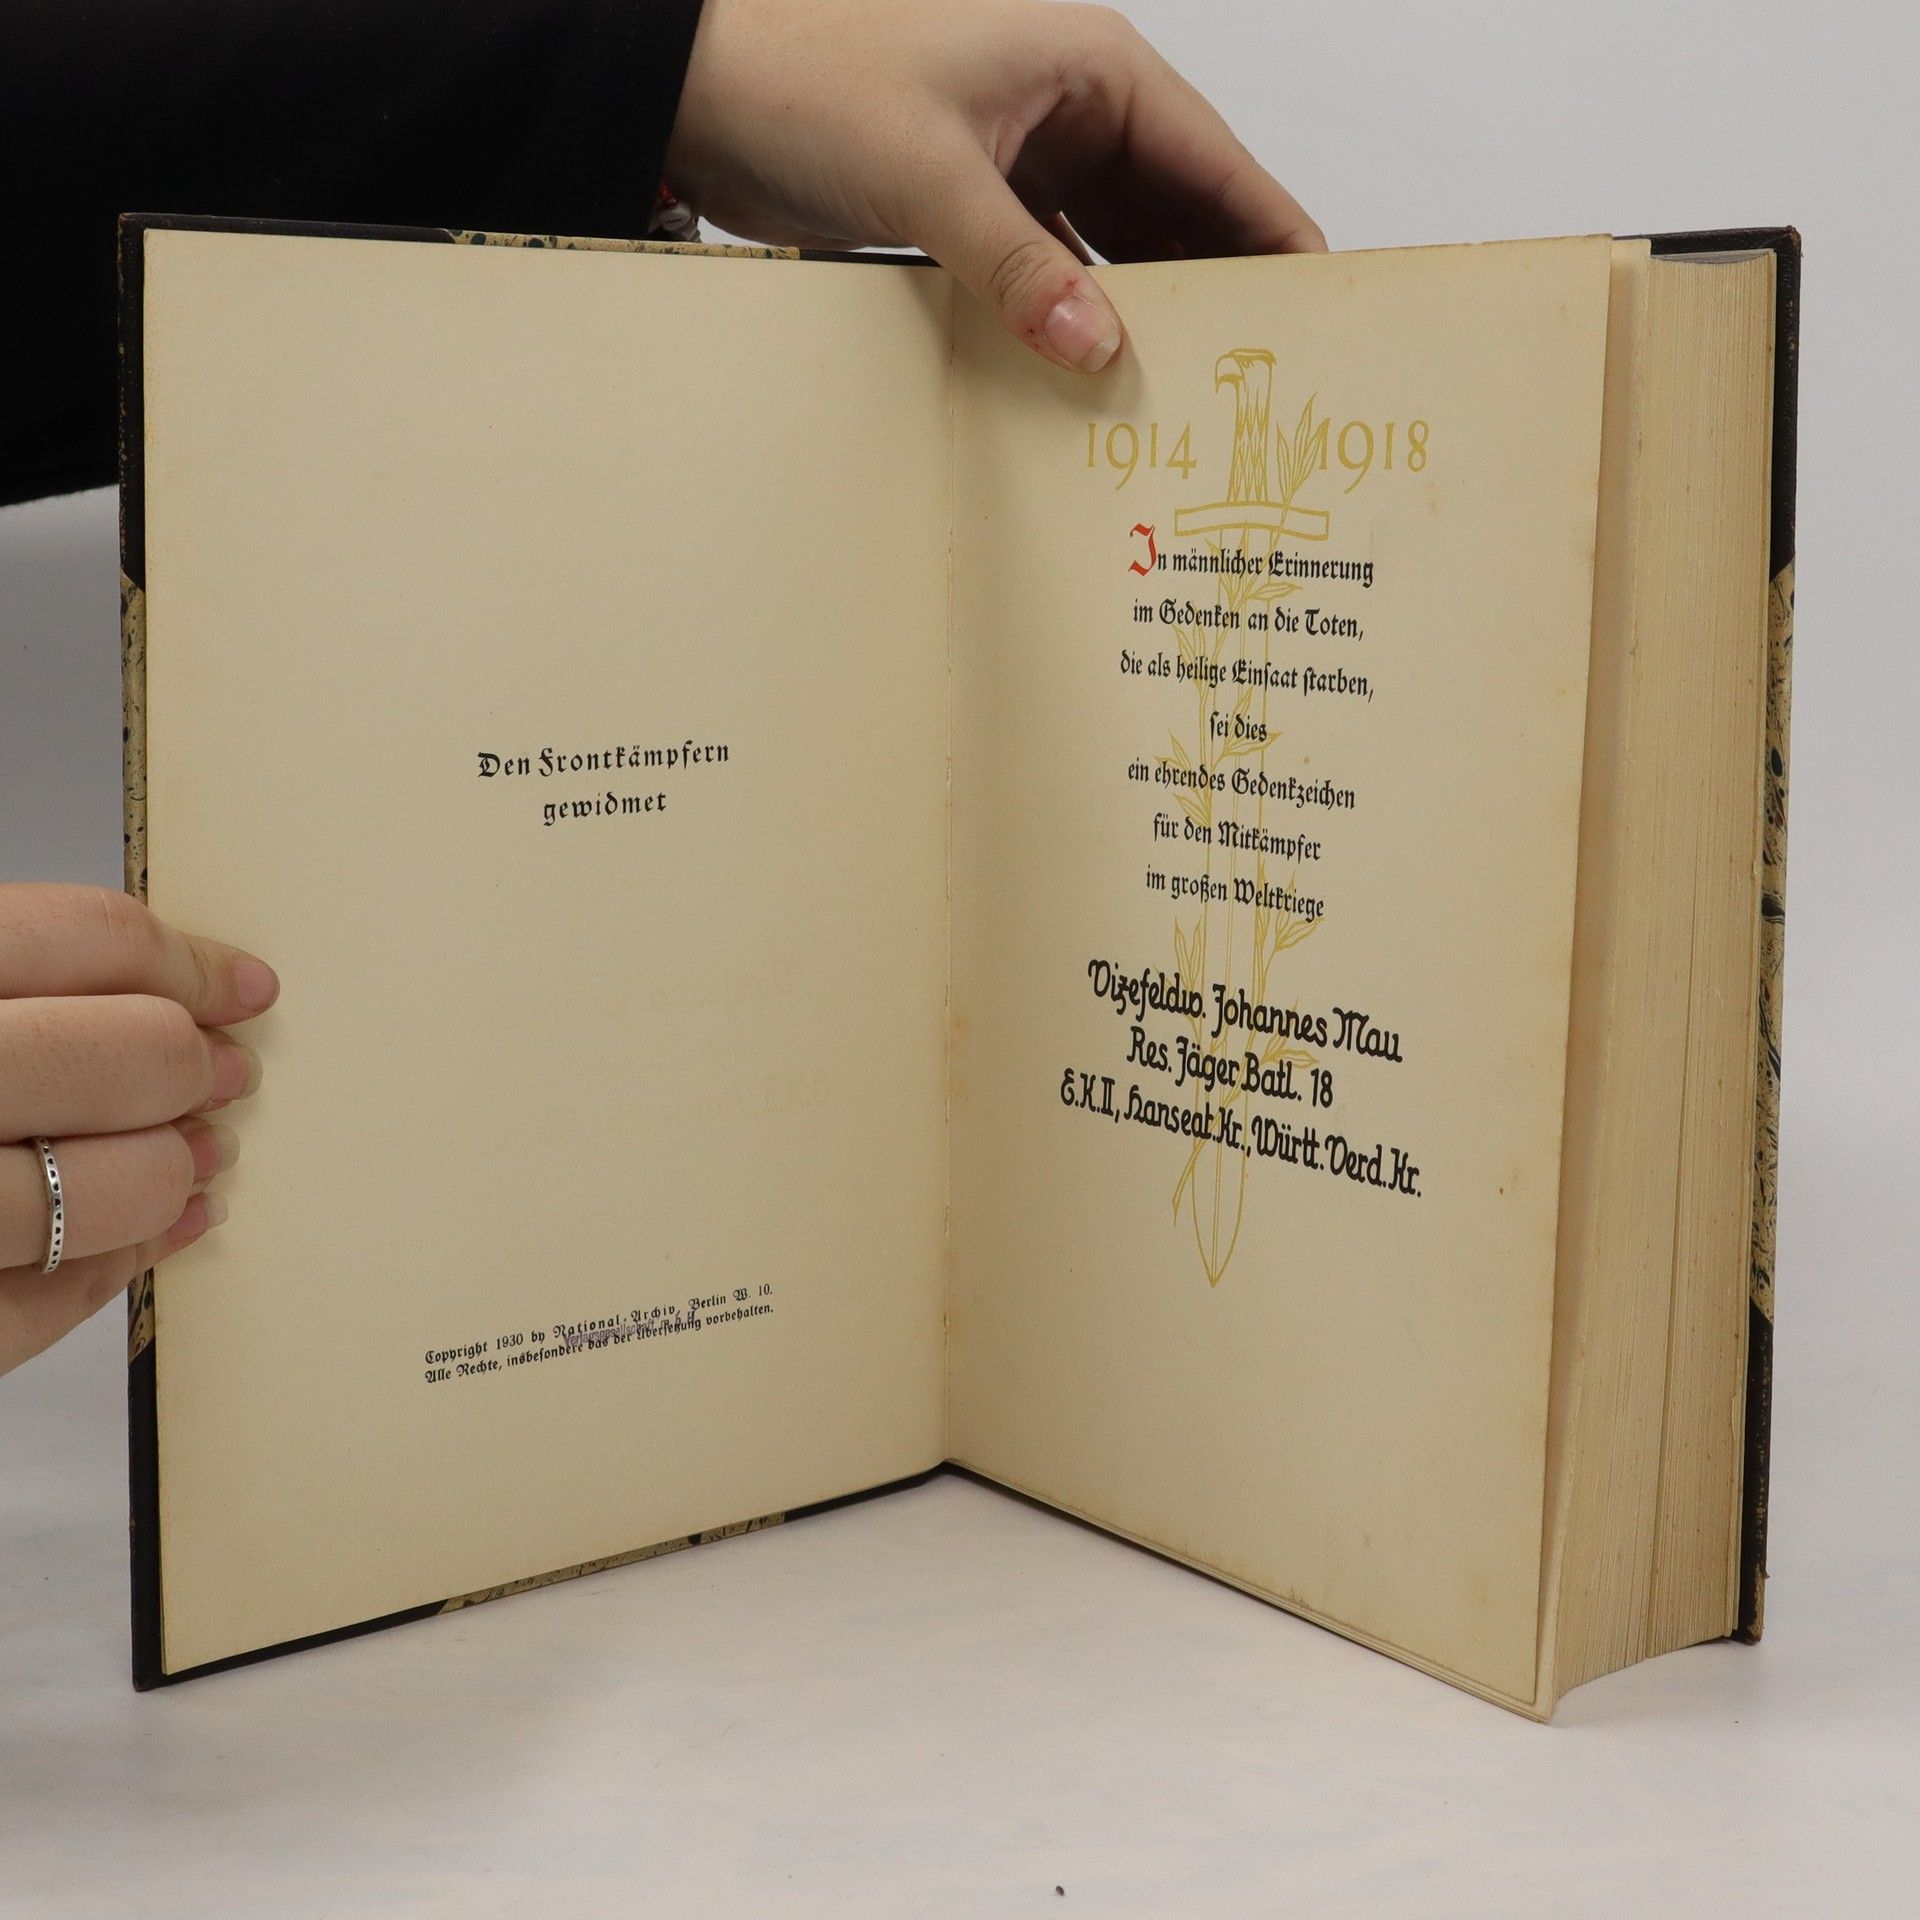 Den Frontkämpfern
gewidmet
Copyright 1930 by National-Archiv, Berlin W. 10.
Verlagsgesellschaft m. b. H.
Alle Rechte, insbesondere das der Übersetzung vorbehalten.
1914 1918
In männlicher Erinnerung
im Gedenken an die Toten,
die als heilige Einsaat starben,
sei dies
ein ehrendes Gedenkzeichen
für den Mitkämpfer
im großen Weltkriege
Vizefeldw. Johannes Mau
Res. Jäger Batl. 18
E.K.II, Hanseat.Kr., Württ.Verd.Kr.